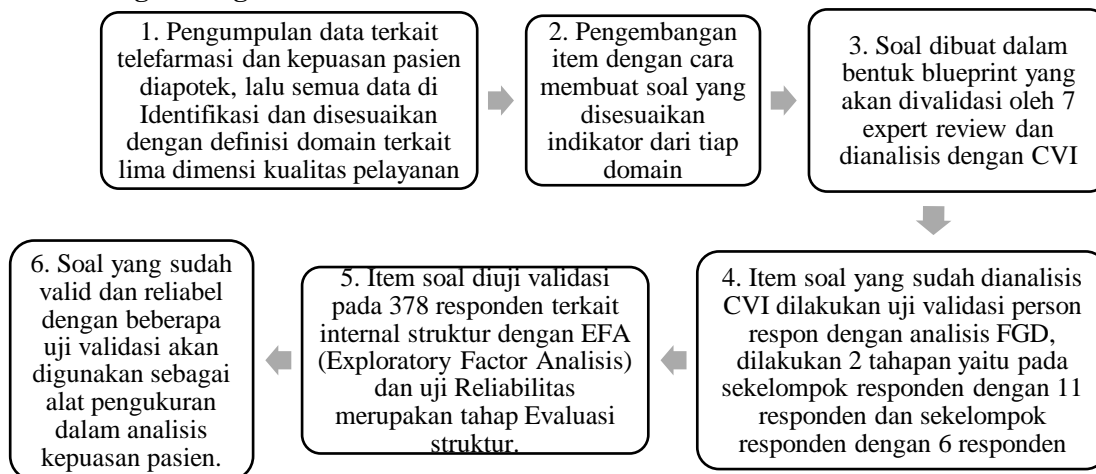 1. Pengumpulan data terkait
telefarmasi dan kepuasan pasien
diapotek, lalu semua data di
Identifikasi dan disesuaikan
dengan definisi domain terkait
lima dimensi kualitas pelayanan
2. Pengembangan
item dengan cara
membuat soal yang
disesuaikan
indikator dari tiap
domain
3. Soal dibuat dalam
bentuk blueprint yang
akan divalidasi oleh 7
expert review dan
dianalisis dengan CVI
4. Item soal yang sudah dianalisis
CVI dilakukan uji validasi person
respon dengan analisis FGD,
dilakukan 2 tahapan yaitu pada
sekelompok responden dengan 11
responden dan sekelompok
responden dengan 6 responden
5. Item soal diuji validasi
pada 378 responden terkait
internal struktur dengan EFA
(Exploratory Factor Analisis)
dan uji Reliabilitas
merupakan tahap Evaluasi
struktur.
6. Soal yang sudah
valid dan reliabel
dengan beberapa
uji validasi akan
digunakan sebagai
alat pengukuran
dalam analisis
kepuasan pasien.